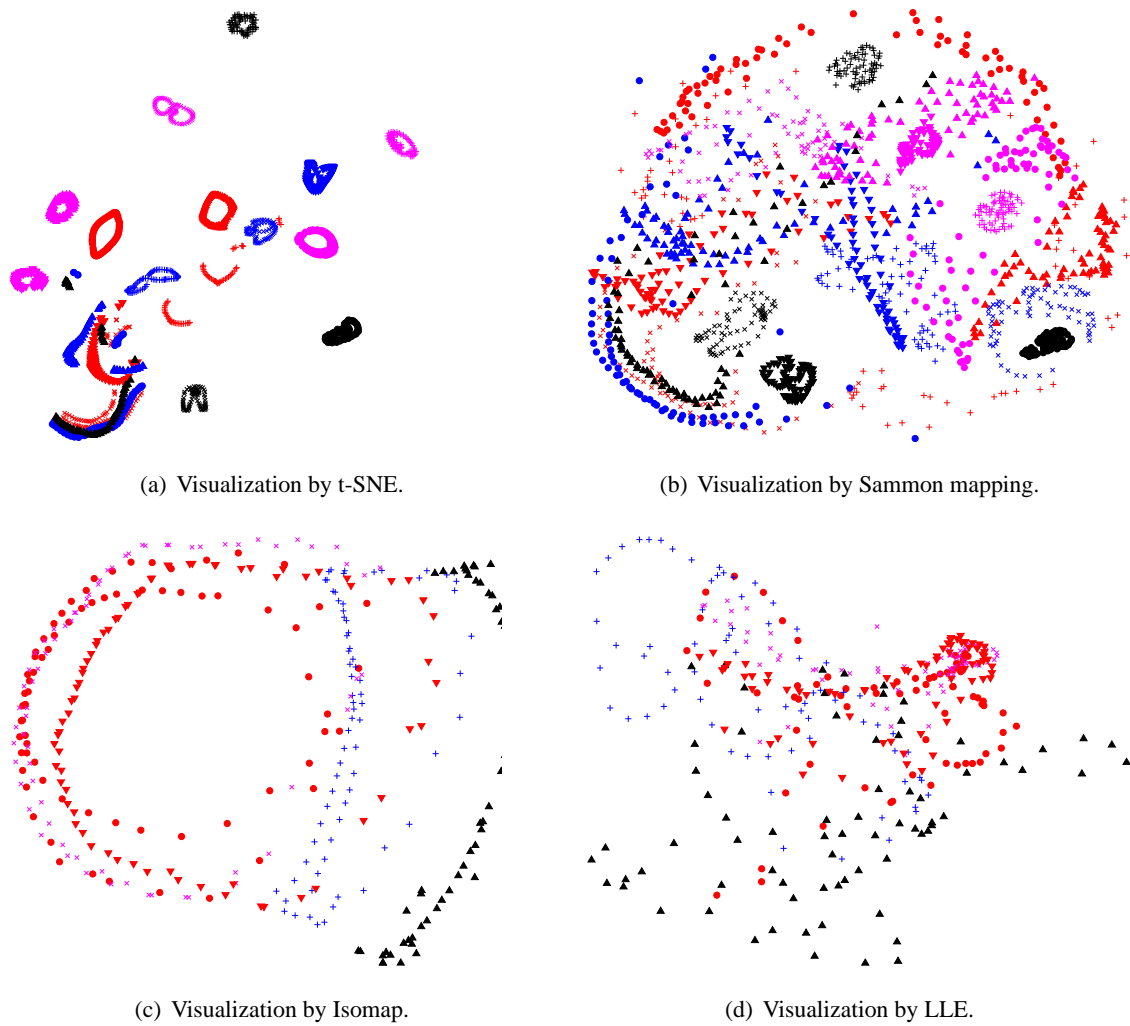 (a) Visualization by t-SNE.
(b) Visualization by Sammon mapping.
(c) Visualization by Isomap.
(d) Visualization by LLE.